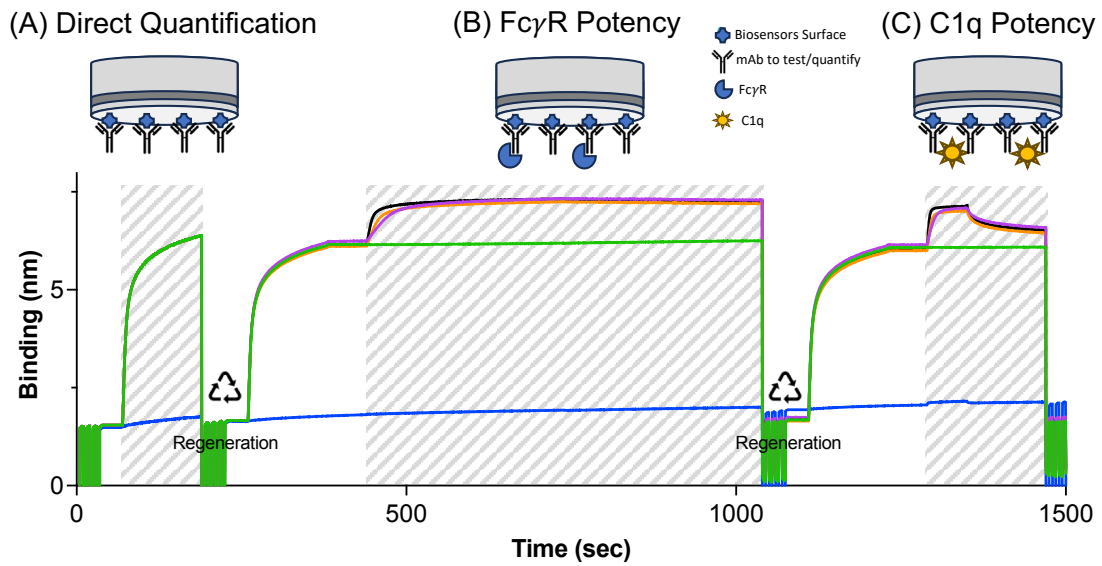 (A) Direct Quantification
(B) FcγR Potency
(C) C1q Potency
Biosensors Surface
mAb to test/quantify
FcγR
C1q
Binding (nm)
5
0
Regeneration
Regeneration
0
500
1000
1500
Time (sec)